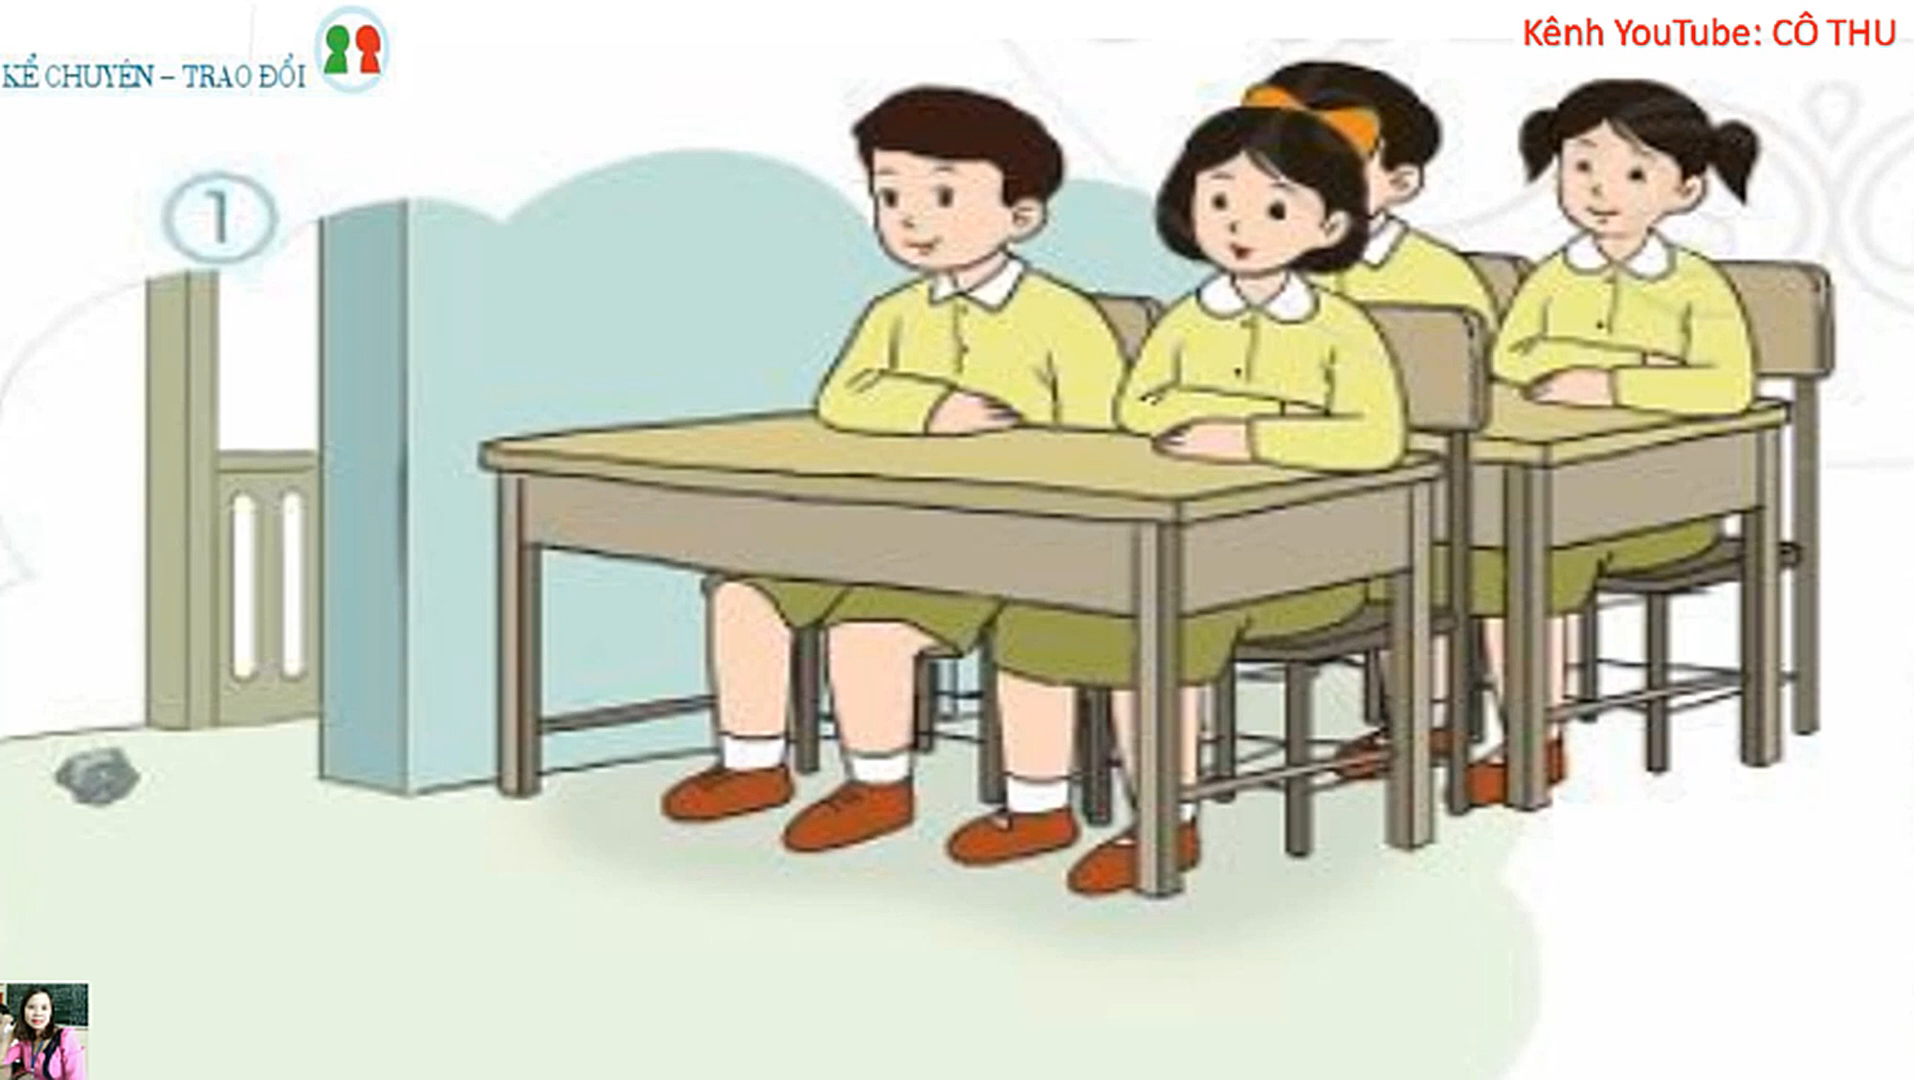 Kênh YouTube: CÔ THU
KỂ CHUYỆN – TRAO ĐỔI
1